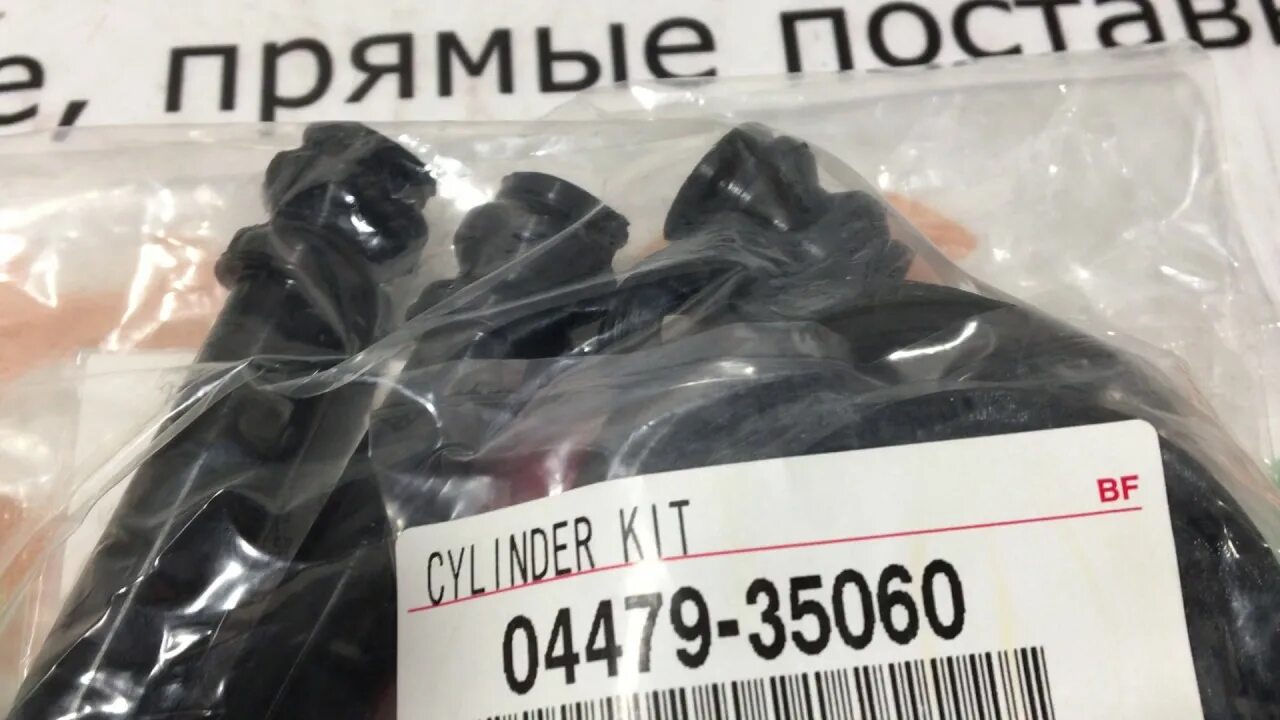 е, прямые постав
BF
CYLINDER KIT
04479-35060